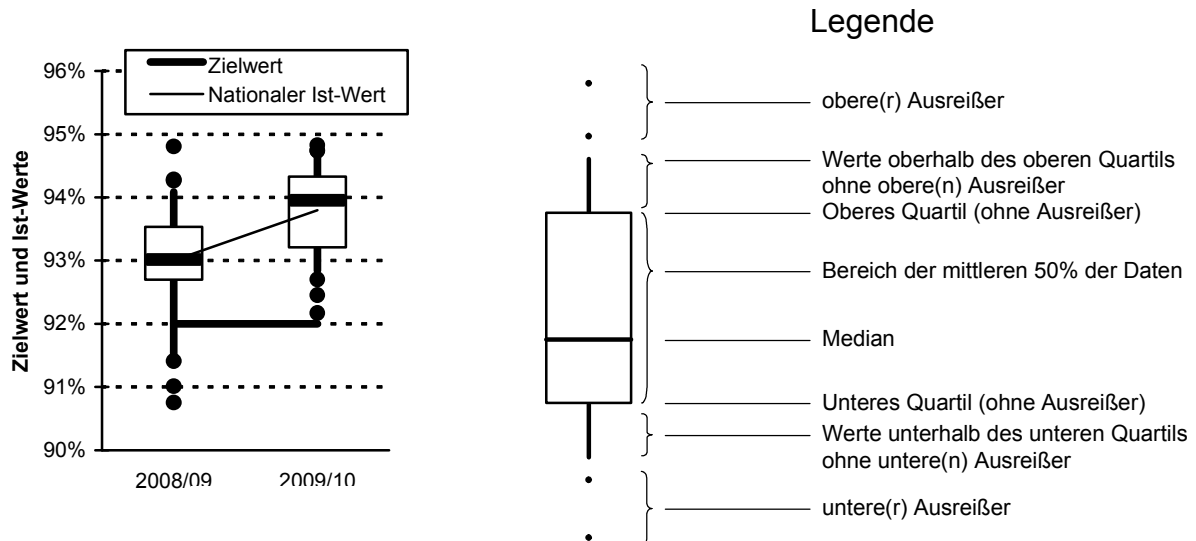 Legende
Zielwert
Nationaler Ist-Wert
Zielwert und Ist-Werte
96%
95%
94%
93%
92%
91%
90%
2008/09
2009/10
obere(r) Ausreißer
Werte oberhalb des oberen Quartils
ohne obere(n) Ausreißer
Oberes Quartil (ohne Ausreißer)
Bereich der mittleren 50% der Daten
Median
Unteres Quartil (ohne Ausreißer)
Werte unterhalb des unteren Quartils
ohne untere(n) Ausreißer
untere(r) Ausreißer